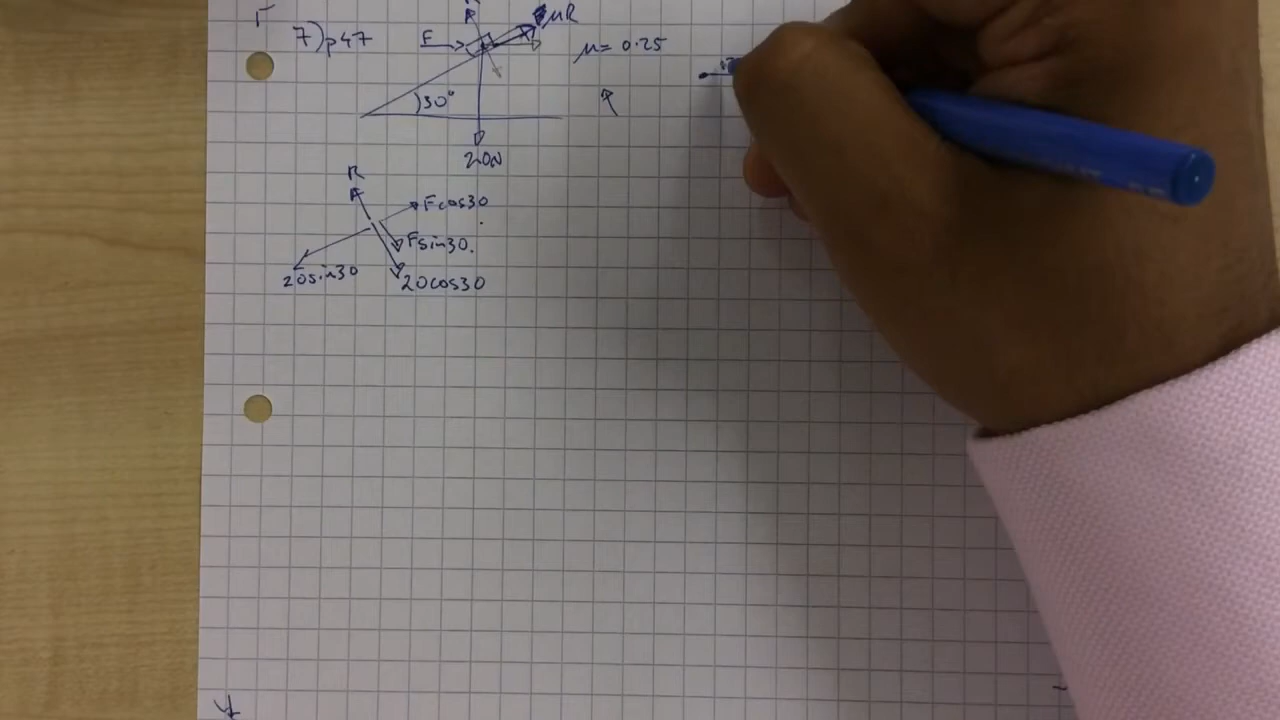 7) p47
R
μR
F
μ = 0.25
30°
20N
R
Fcos30
Fsin30.
20sin30
20cos30